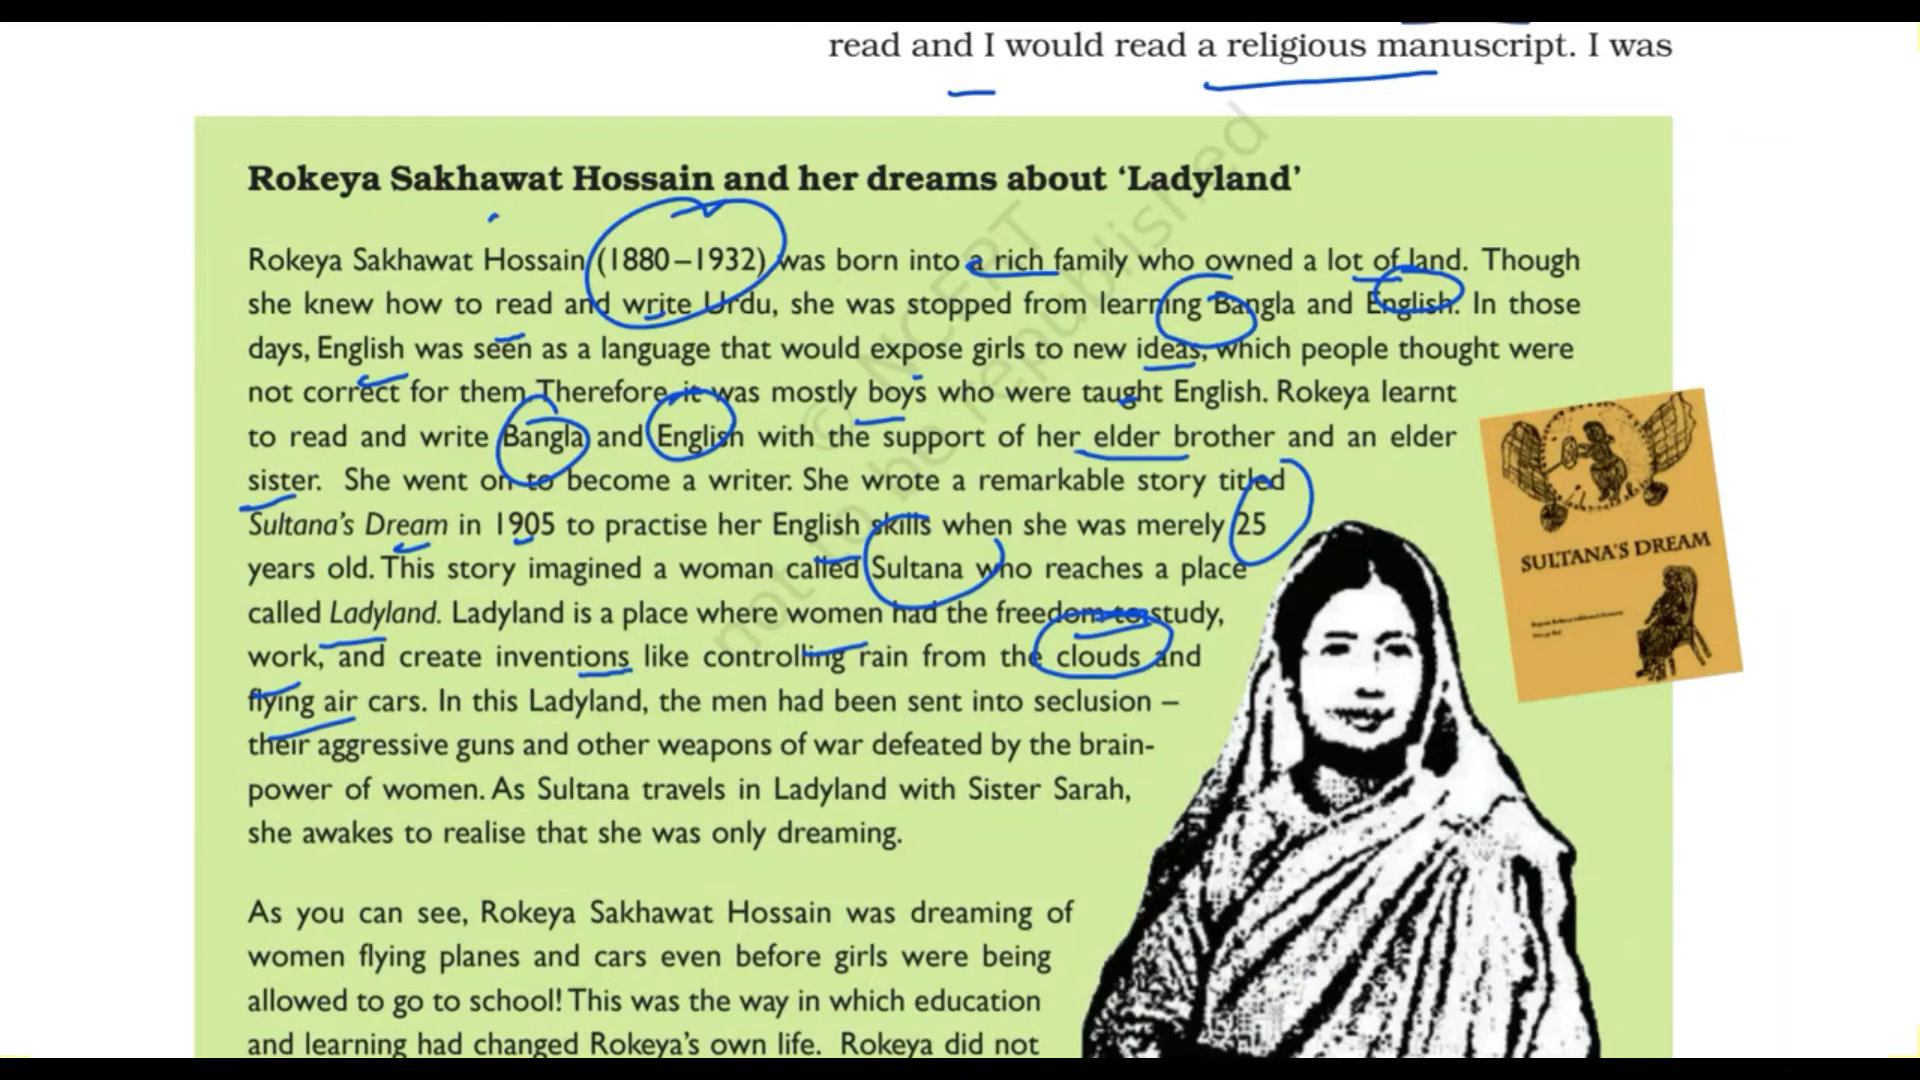 read and I would read a religious manuscript. I was
Rokeya Sakhawat Hossain and her dreams about ‘Ladyland’
Rokeya Sakhawat Hossain (1880–1932) was born into a rich family who owned a lot of land. Though
she knew how to read and write Urdu, she was stopped from learning Bangla and English. In those
days, English was seen as a language that would expose girls to new ideas, which people thought were
not correct for them. Therefore, it was mostly boys who were taught English. Rokeya learnt
to read and write Bangla and English with the support of her elder brother and an elder
sister. She went on to become a writer. She wrote a remarkable story titled
Sultana’s Dream in 1905 to practise her English skills when she was merely 25
years old. This story imagined a woman called Sultana who reaches a place
called Ladyland. Ladyland is a place where women had the freedom to study,
work, and create inventions like controlling rain from the clouds and
flying air cars. In this Ladyland, the men had been sent into seclusion –
their aggressive guns and other weapons of war defeated by the brain-
power of women. As Sultana travels in Ladyland with Sister Sarah,
she awakes to realise that she was only dreaming.
As you can see, Rokeya Sakhawat Hossain was dreaming of
women flying planes and cars even before girls were being
allowed to go to school! This was the way in which education
and learning had changed Rokeya’s own life. Rokeya did not
SULTANA'S DREAM
© NCERT
not to be republished